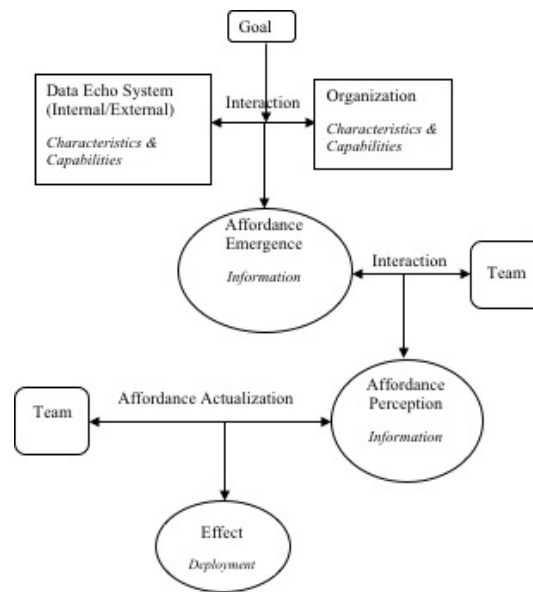 Goal
Data Echo System
(Internal/External)
Characteristics &
Capabilities
Interaction
Organization
Characteristics &
Capabilities
Affordance
Emergence
Information
Interaction
Team
Affordance
Perception
Information
Team
Affordance Actualization
Effect
Deployment